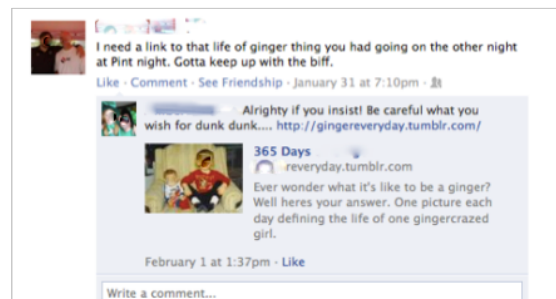 I need a link to that life of ginger thing you had going on the other night
at Pint night. Gotta keep up with the biff.
Like · Comment · See Friendship · January 31 at 7:10pm ·
Alrighty if you insist! Be careful what you
wish for dunk dunk.... http://gingereveryday.tumblr.com/
365 Days
reveryday.tumblr.com
Ever wonder what it's like to be a ginger?
Well heres your answer. One picture each
day defining the life of one gingercrazed
girl.
February 1 at 1:37pm · Like
Write a comment...